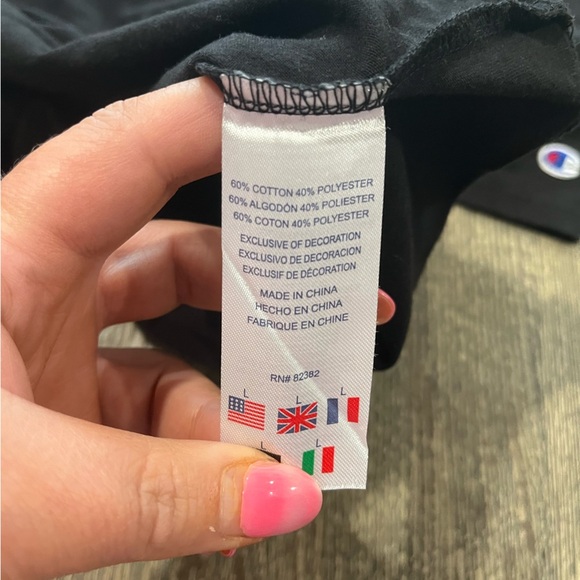 60% COTTON 40% POLYESTER
60% ALGODÓN 40% POLIESTER
60% COTON 40% POLYESTER
EXCLUSIVE OF DECORATION
EXCLUSIVO DE DECORACION
EXCLUSIF DE DÉCORATION
MADE IN CHINA
HECHO EN CHINA
FABRIQUE EN CHINE
RN# 82382
L L L
L L